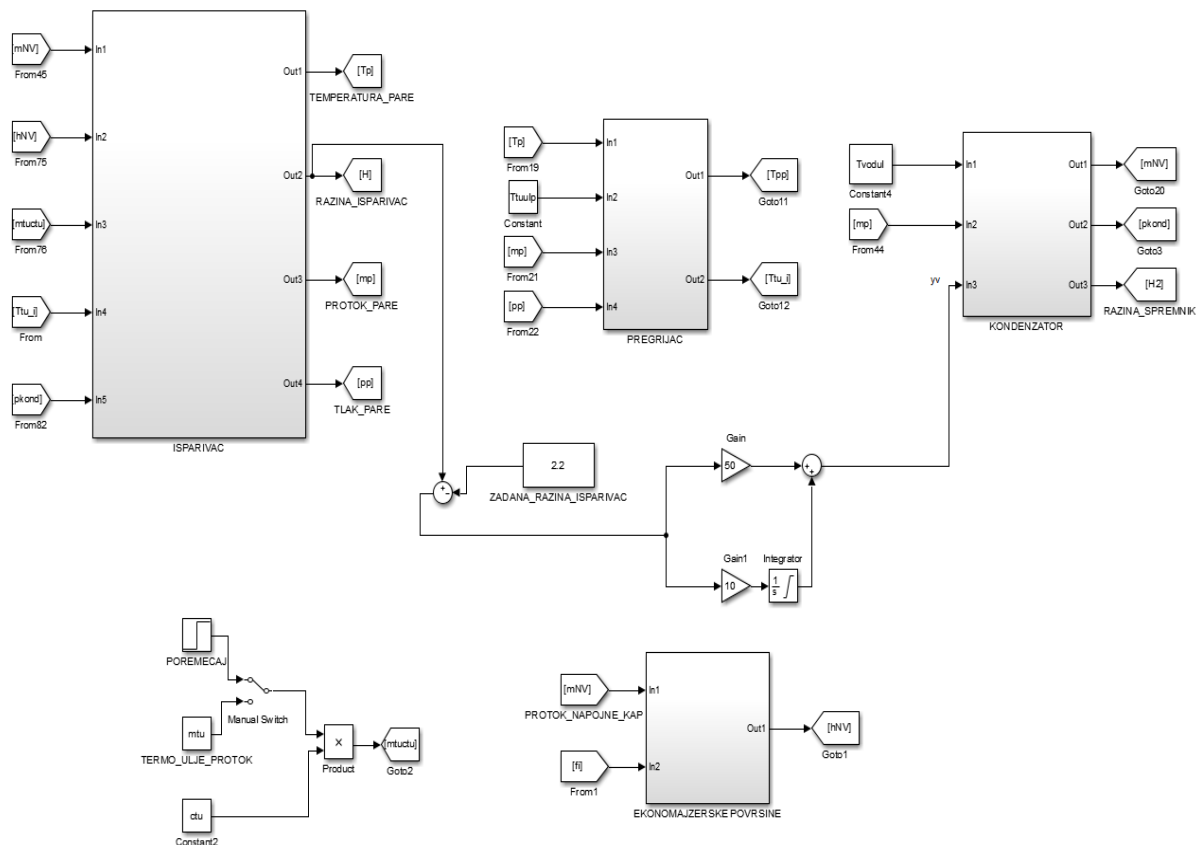 [mNV]
From45
[hNV]
From75
[mtuctu]
From76
[Ttu_i]
From
[pkond]
From82
In1
In2
In3
In4
In5
Out1
Out2
Out3
Out4
ISPARIVAC
[Tp]
TEMPERATURA_PARE
[H]
RAZINA_ISPARIVAC
[mp]
PROTOK_PARE
[pp]
TLAK_PARE
[Tp]
From19
Ttuulp
Constant
[mp]
From21
[pp]
From22
In1
In2
In3
In4
Out1
Out2
PREGRIJAC
[Tpp]
Goto11
[Ttu_i]
Goto12
Tvodul
Constant4
[mp]
From44
yv
In1
In2
In3
Out1
Out2
Out3
KONDENZATOR
[mNV]
Goto20
[pkond]
Goto3
[H2]
RAZINA_SPREMNIK
+
−
2.2
ZADANA_RAZINA_ISPARIVAC
Gain
50
+
+
Gain1
10
Integrator
1
s
POREMECAJ
Manual Switch
mtu
TERMO_ULJE_PROTOK
ctu
Constant2
×
Product
[mtuctu]
Goto2
[mNV]
PROTOK_NAPOJNE_KAP
[fi]
From1
In1
In2
Out1
EKONOMAJZERSKE POVRSINE
[hNV]
Goto1